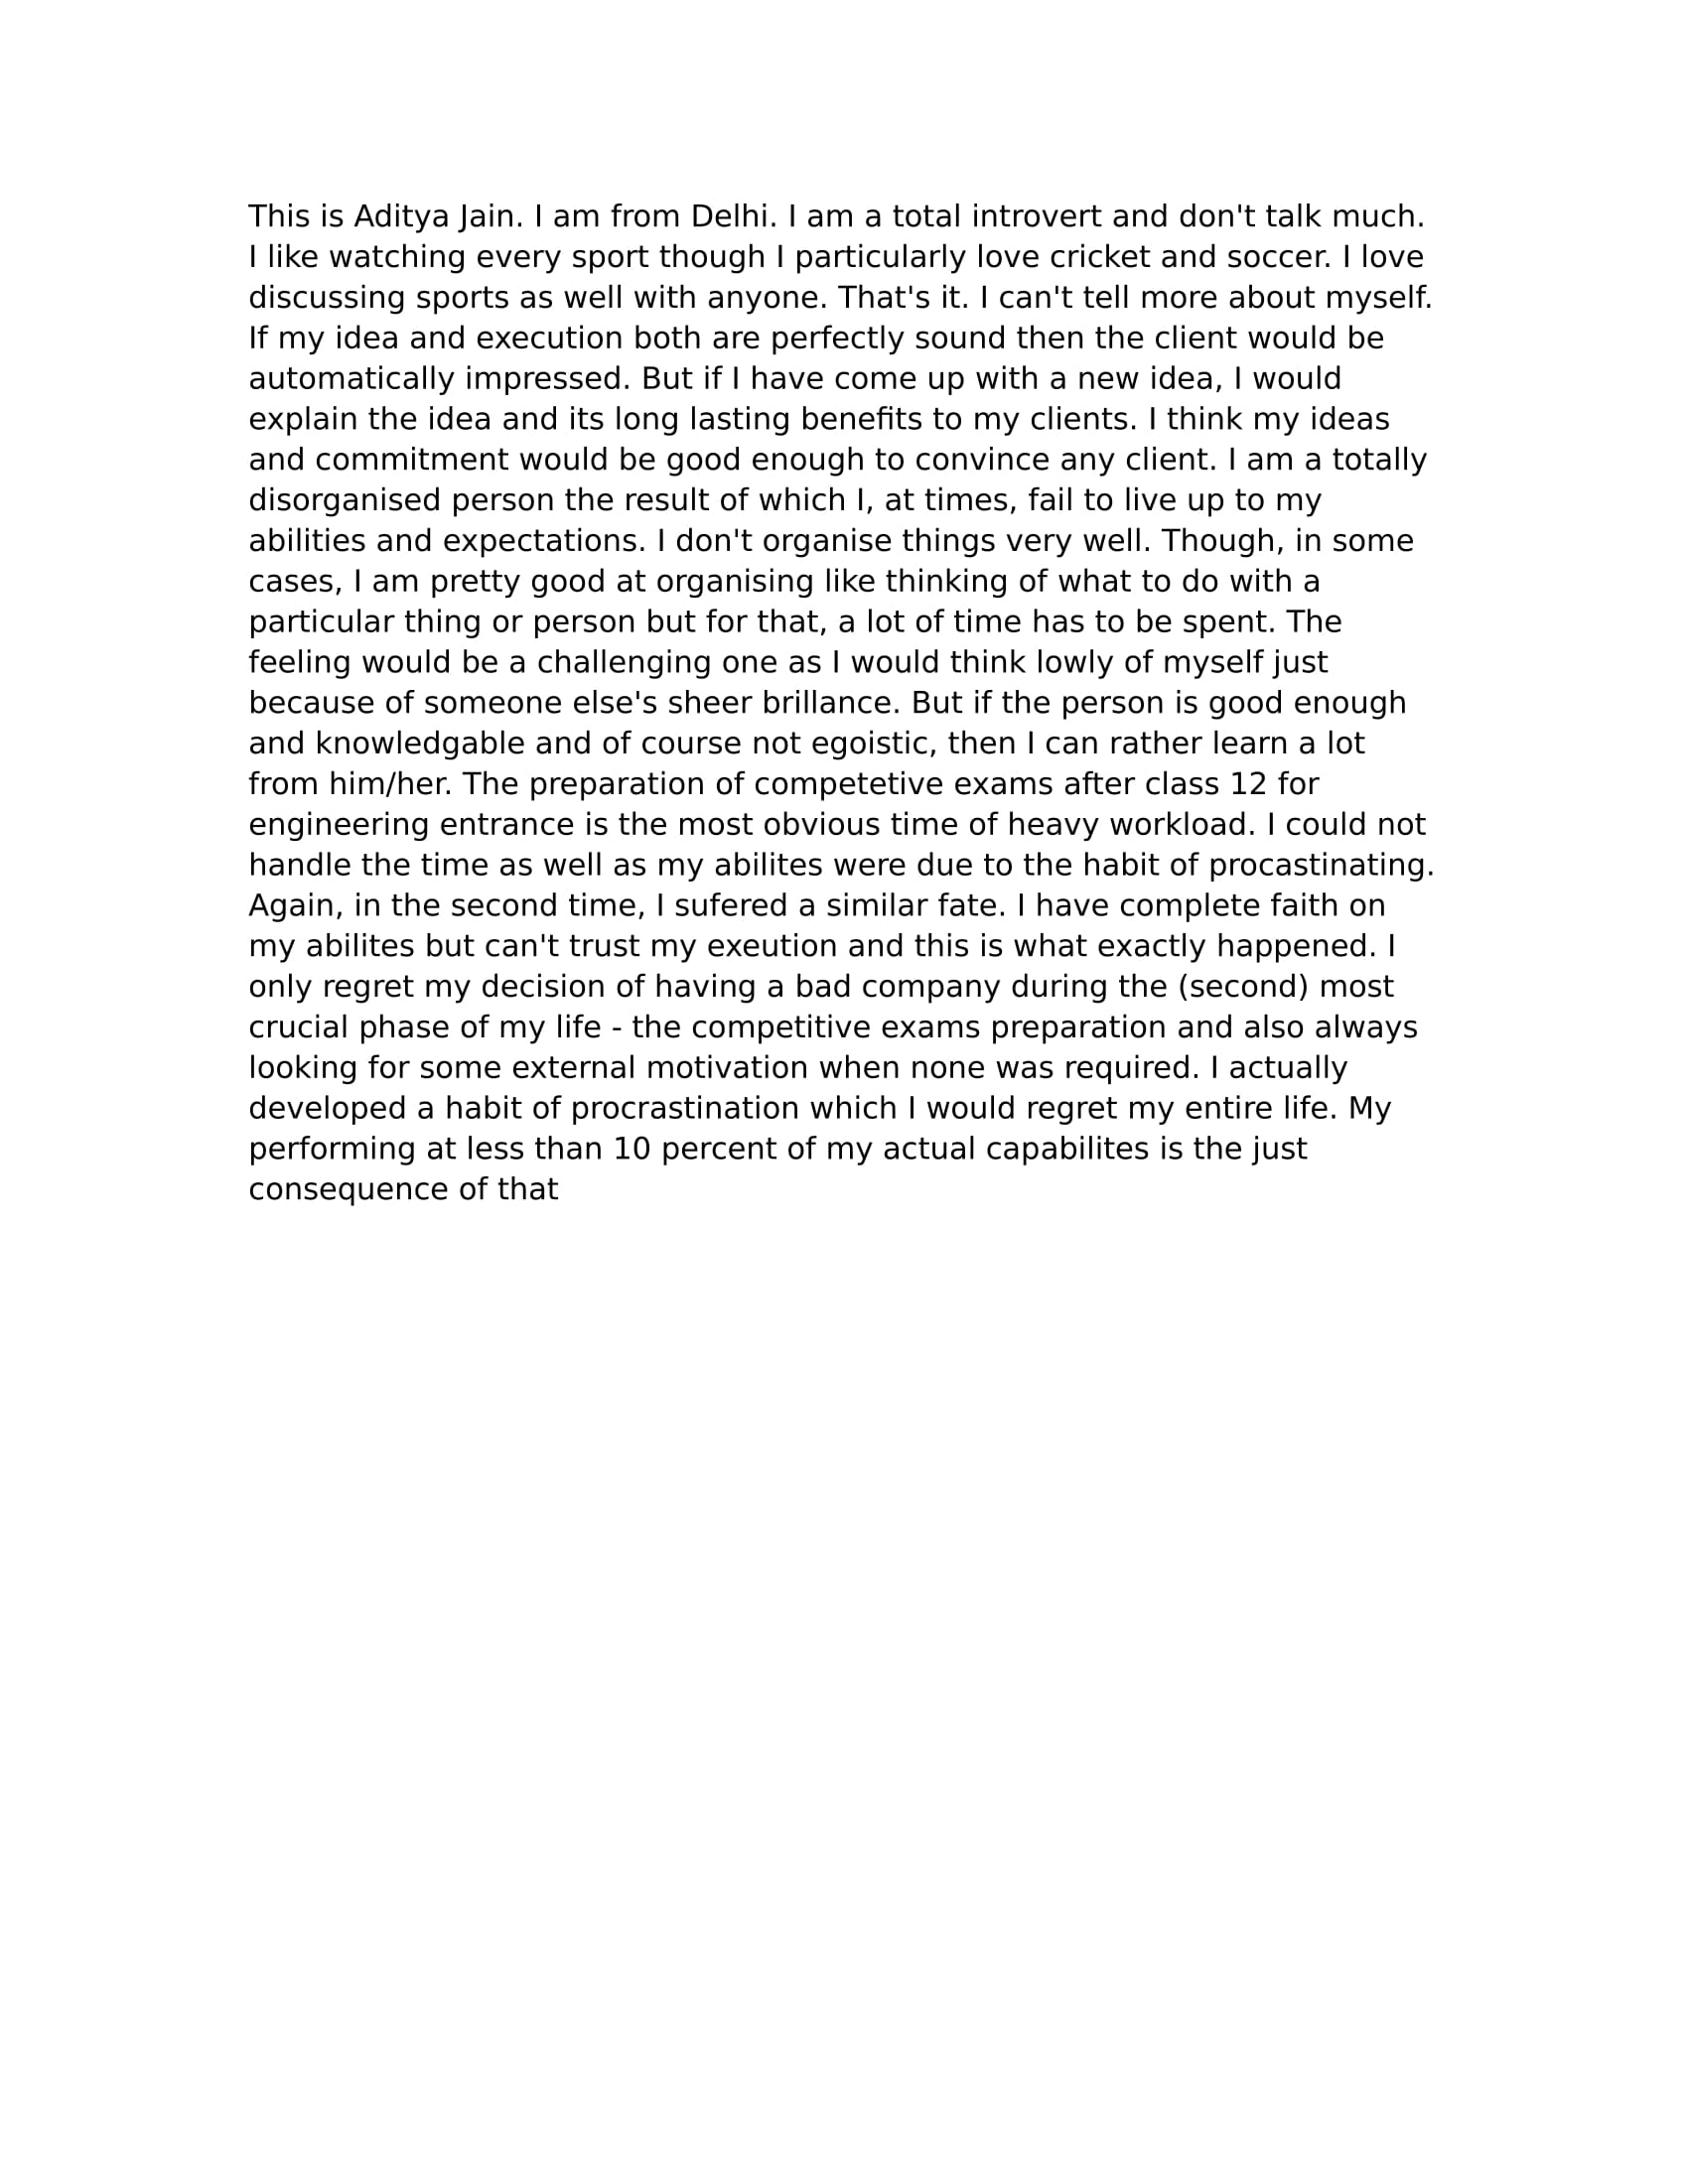 This is Aditya Jain. I am from Delhi. I am a total introvert and don't talk much.
I like watching every sport though I particularly love cricket and soccer. I love
discussing sports as well with anyone. That's it. I can't tell more about myself.
If my idea and execution both are perfectly sound then the client would be
automatically impressed. But if I have come up with a new idea, I would
explain the idea and its long lasting benefits to my clients. I think my ideas
and commitment would be good enough to convince any client. I am a totally
disorganised person the result of which I, at times, fail to live up to my
abilities and expectations. I don't organise things very well. Though, in some
cases, I am pretty good at organising like thinking of what to do with a
particular thing or person but for that, a lot of time has to be spent. The
feeling would be a challenging one as I would think lowly of myself just
because of someone else's sheer brillance. But if the person is good enough
and knowledgable and of course not egoistic, then I can rather learn a lot
from him/her. The preparation of competetive exams after class 12 for
engineering entrance is the most obvious time of heavy workload. I could not
handle the time as well as my abilites were due to the habit of procastinating.
Again, in the second time, I sufered a similar fate. I have complete faith on
my abilites but can't trust my exeution and this is what exactly happened. I
only regret my decision of having a bad company during the (second) most
crucial phase of my life - the competitive exams preparation and also always
looking for some external motivation when none was required. I actually
developed a habit of procrastination which I would regret my entire life. My
performing at less than 10 percent of my actual capabilites is the just
consequence of that